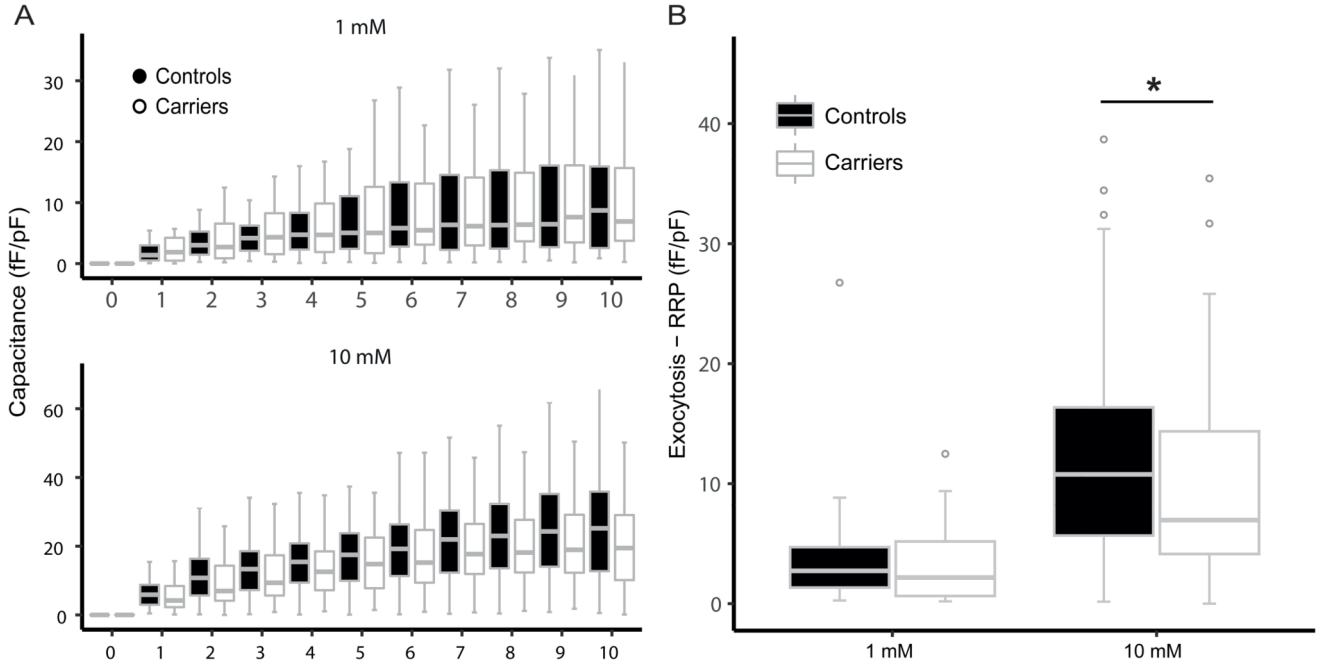 A
1 mM
Controls
Carriers
30
20
10
0
0 1 2 3 4 5 6 7 8 9 10
Capacitance (fF/pF)
10 mM
60
40
20
0
0 1 2 3 4 5 6 7 8 9 10
B
*
Controls
Carriers
40
30
20
10
0
Exocytosis – RRP (fF/pF)
1 mM 10 mM